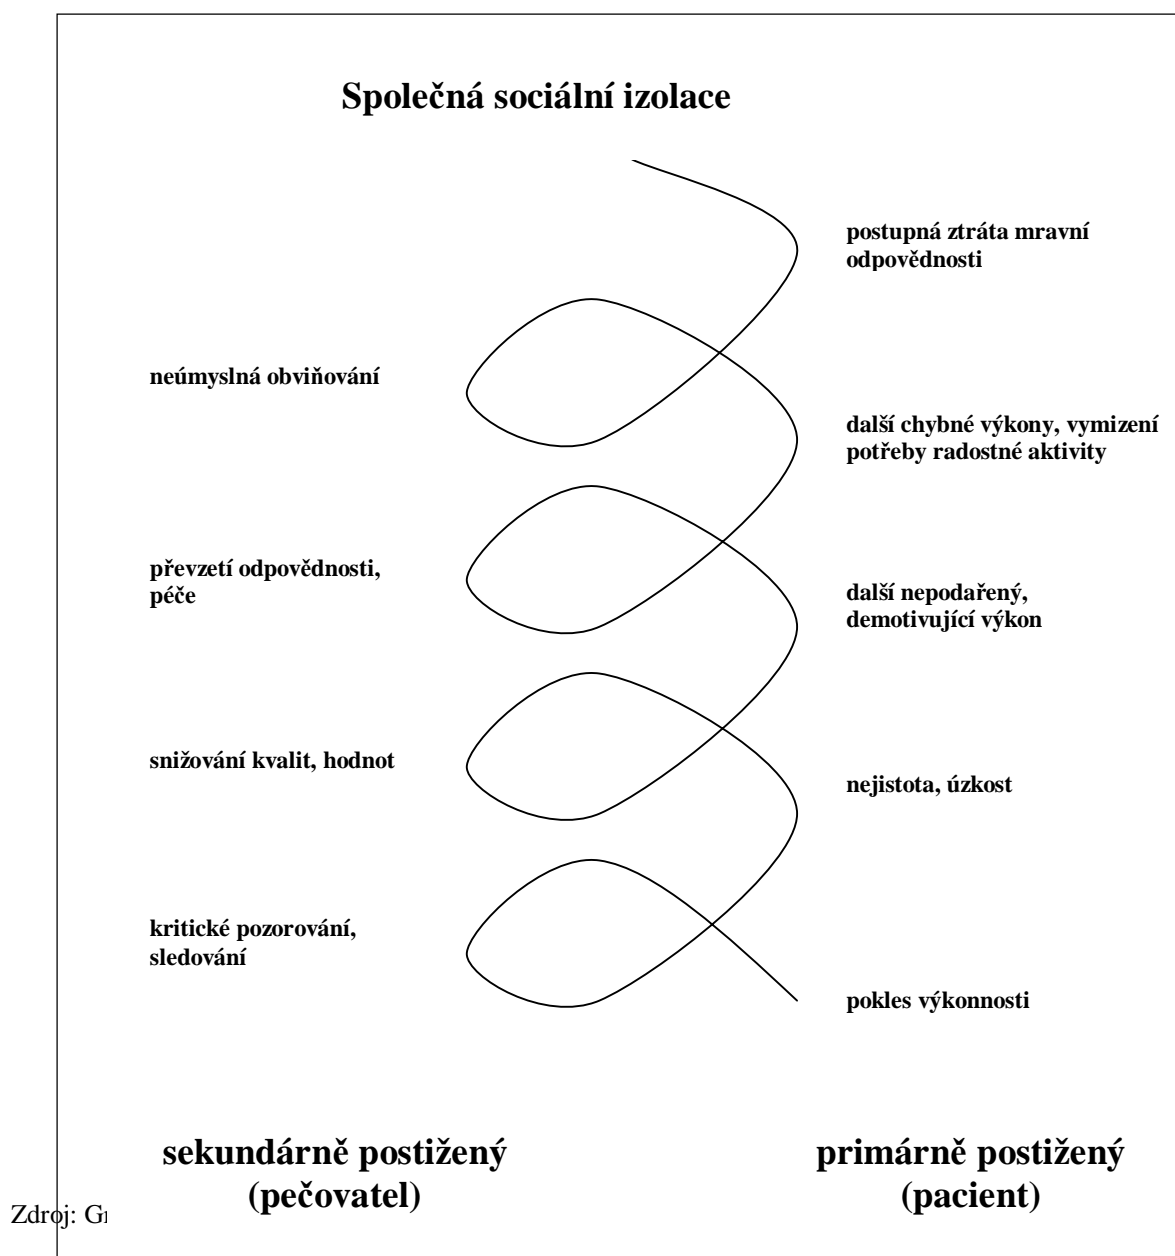 Společná sociální izolace
postupná ztráta mravní
odpovědnosti
neúmyslná obviňování
další chybné výkony, vymizení
potřeby radostné aktivity
převzetí odpovědnosti,
péče
další nepodařený,
demotivující výkon
snižování kvalit, hodnot
nejistota, úzkost
kritické pozorování,
sledování
pokles výkonnosti
sekundárně postižený
(pečovatel)
primárně postižený
(pacient)
Zdroj: